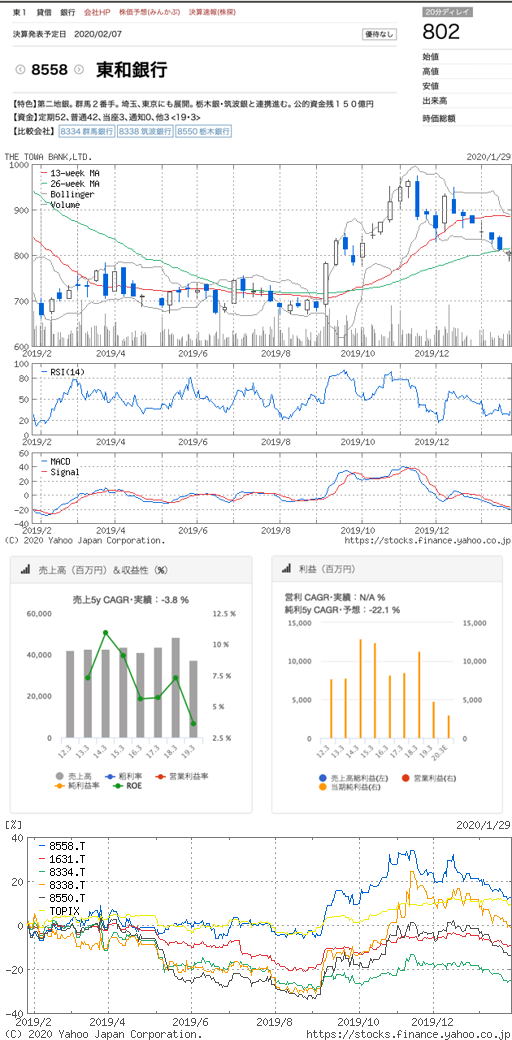 東1 貸借 銀行 会社HP 株価予想(みんかぶ) 決算速報(株探)
決算発表予定日 2020/02/07 優待なし
8558 東和銀行
【特色】第二地銀。群馬2番手。埼玉、東京にも展開。栃木銀・筑波銀と連携進む。公的資金残150億円
【資金】定期52、普通42、当座3、通知0、他3<19・3>
【比較会社】 8334 群馬銀行 8338 筑波銀行 8550 栃木銀行
20分ディレイ
802
始値
高値
安値
出来高
時価総額
THE TOWA BANK,LTD. 2020/1/29
13-week MA
26-week MA
Bollinger
Volume
1000
900
800
700
600
2019/2 2019/4 2019/6 2019/8 2019/10 2019/12
RSI(14)
100
50
0
2019/2 2019/4 2019/6 2019/8 2019/10 2019/12
MACD
Signal
60
40
20
0
-20
-40
2019/2 2019/4 2019/6 2019/8 2019/10 2019/12
(C) 2020 Yahoo Japan Corporation. https://stocks.finance.yahoo.co.jp
売上高（百万円）＆収益性（%）
売上5y CAGR・実績：-3.8 %
60,000 12.5 %
40,000 10 %
7.5 %
20,000 5 %
0 2.5 %
12.3 13.3 14.3 15.3 16.3 17.3 18.3 19.3
売上高 粗利率 営業利益率
純利益率 ROE
利益（百万円）
営利 CAGR・実績：N/A %
純利5y CAGR・予想：-22.1 %
15,000 15,000
10,000 10,000
5,000 5,000
0 0
12.3 13.3 14.3 15.3 16.3 17.3 18.3 19.3 20.3E
売上高総利益(左) 営業利益(右)
当期純利益(右)
[%] 2020/1/29
8558.T
1631.T
8334.T
8338.T
8550.T
TOPIX
40
20
0
-20
-40
2019/2 2019/4 2019/6 2019/8 2019/10 2019/12
(C) 2020 Yahoo Japan Corporation. https://stocks.finance.yahoo.co.jp